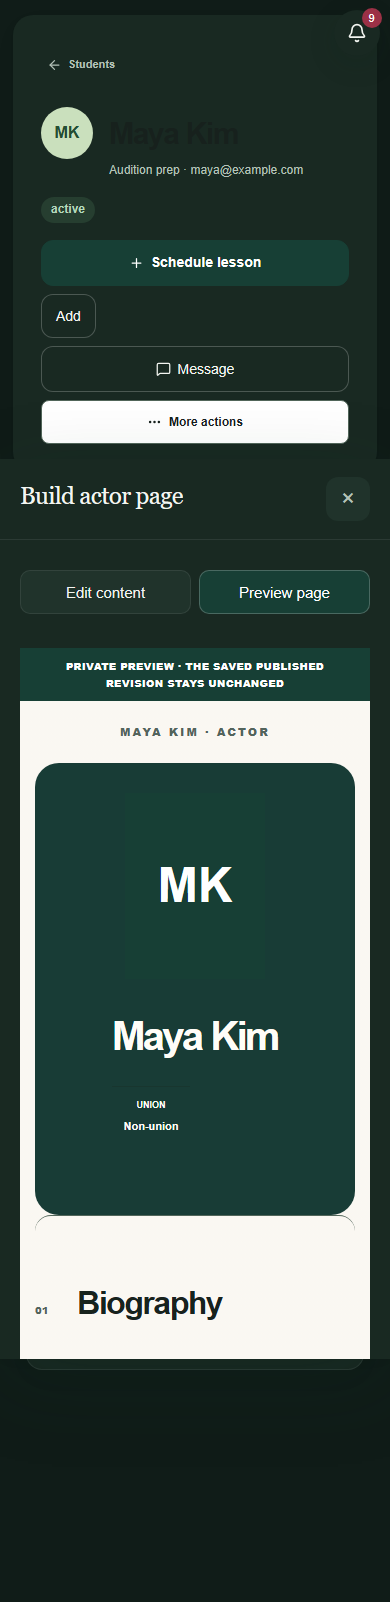 9
Students
MK
Maya Kim
Audition prep · maya@example.com
active
+ Schedule lesson
Add
Message
··· More actions
Build actor page
×
Edit content
Preview page
PRIVATE PREVIEW · THE SAVED PUBLISHED
REVISION STAYS UNCHANGED
MAYA KIM · ACTOR
MK
Maya Kim
UNION
Non-union
01
Biography